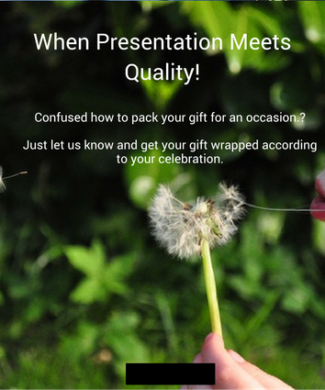 When Presentation Meets
Quality!
Confused how to pack your gift for an occasion.?
Just let us know and get your gift wrapped according
to your celebration.